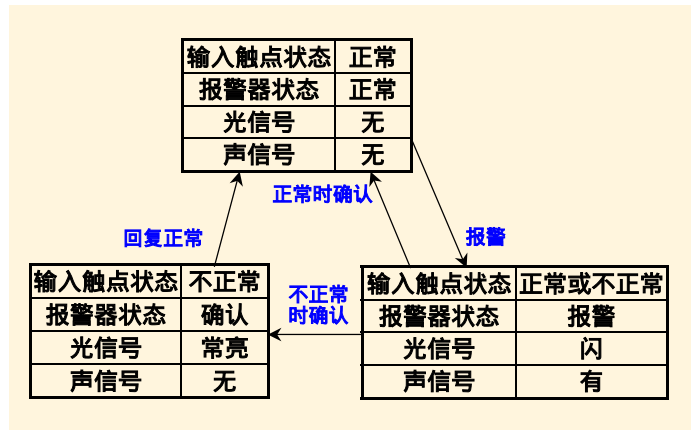 输入触点状态 正常
报警器状态 正常
光信号 无
声信号 无
正常时确认
回复正常
报警
输入触点状态 不正常
报警器状态 确认
光信号 常亮
声信号 无
不正常
时确认
输入触点状态 正常或不正常
报警器状态 报警
光信号 闪
声信号 有